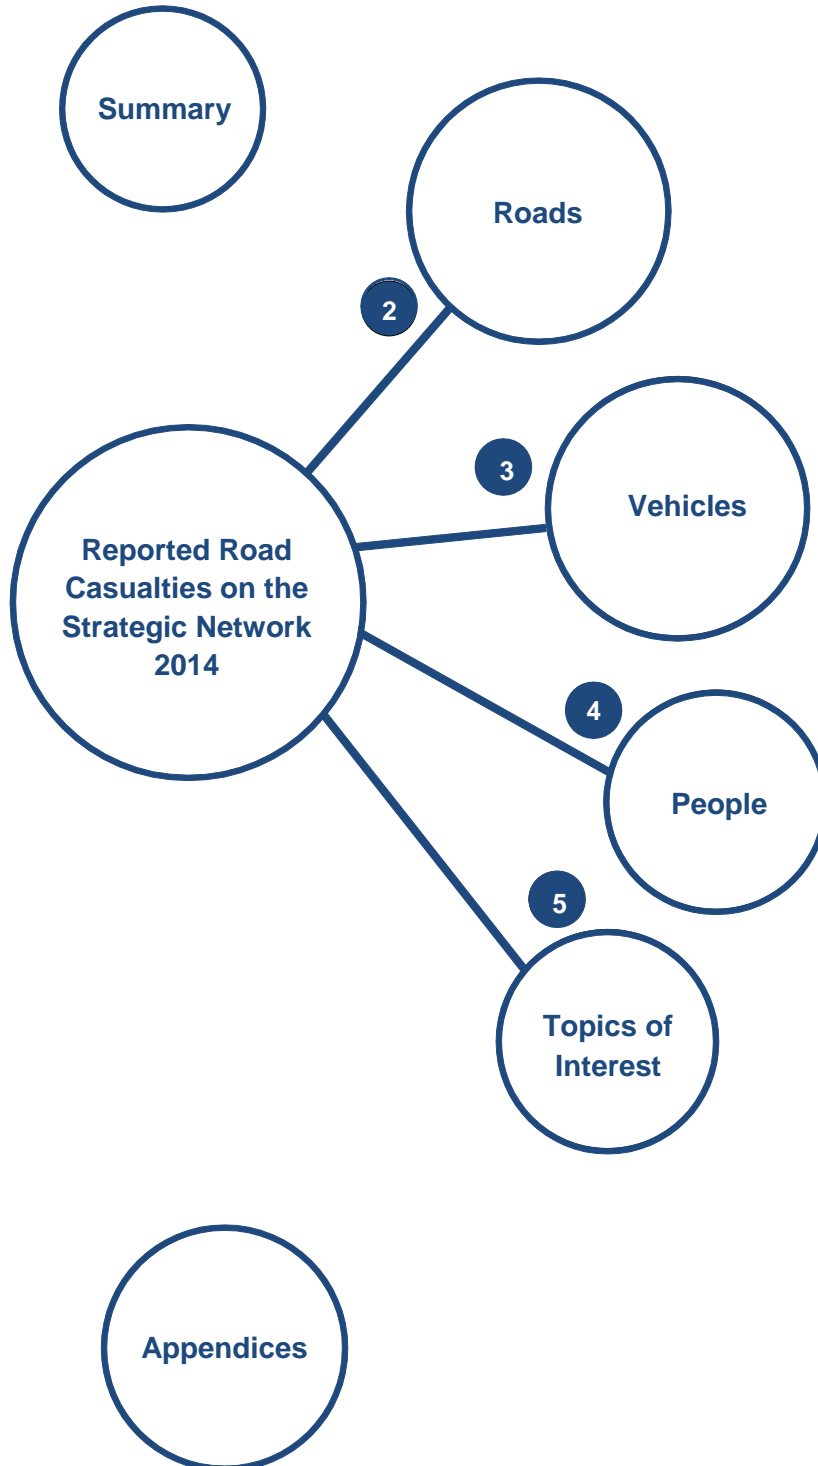 Summary
Roads
2
3
Vehicles
Reported Road
Casualties on the
Strategic Network
2014
4
People
5
Topics of
Interest
Appendices